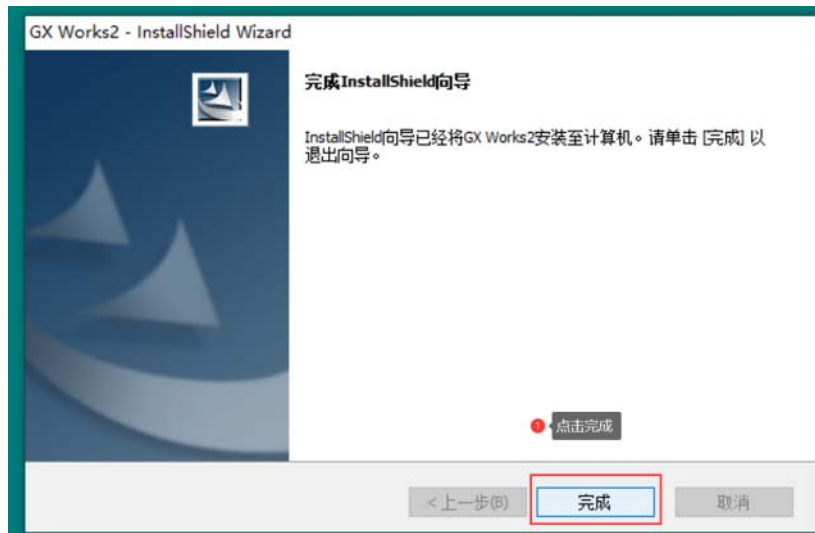 GX Works2 - InstallShield Wizard
完成InstallShield向导
InstallShield向导已经将GX Works2安装至计算机。请单击 [完成] 以
退出向导。
1 点击完成
<上一步(B) 完成 取消